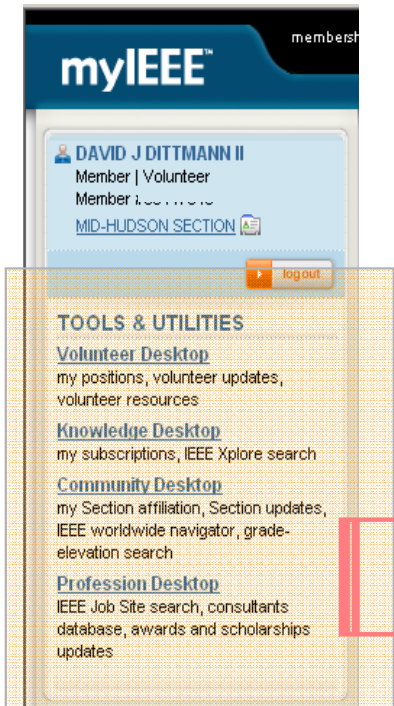 membersh
myIEEE™
DAVID J DITTMANN II
Member | Volunteer
Member
MID-HUDSON SECTION
logout
TOOLS & UTILITIES
Volunteer Desktop
my positions, volunteer updates,
volunteer resources
Knowledge Desktop
my subscriptions, IEEE Xplore search
Community Desktop
my Section affiliation, Section updates,
IEEE worldwide navigator, grade-
elevation search
Profession Desktop
IEEE Job Site search, consultants
database, awards and scholarships
updates